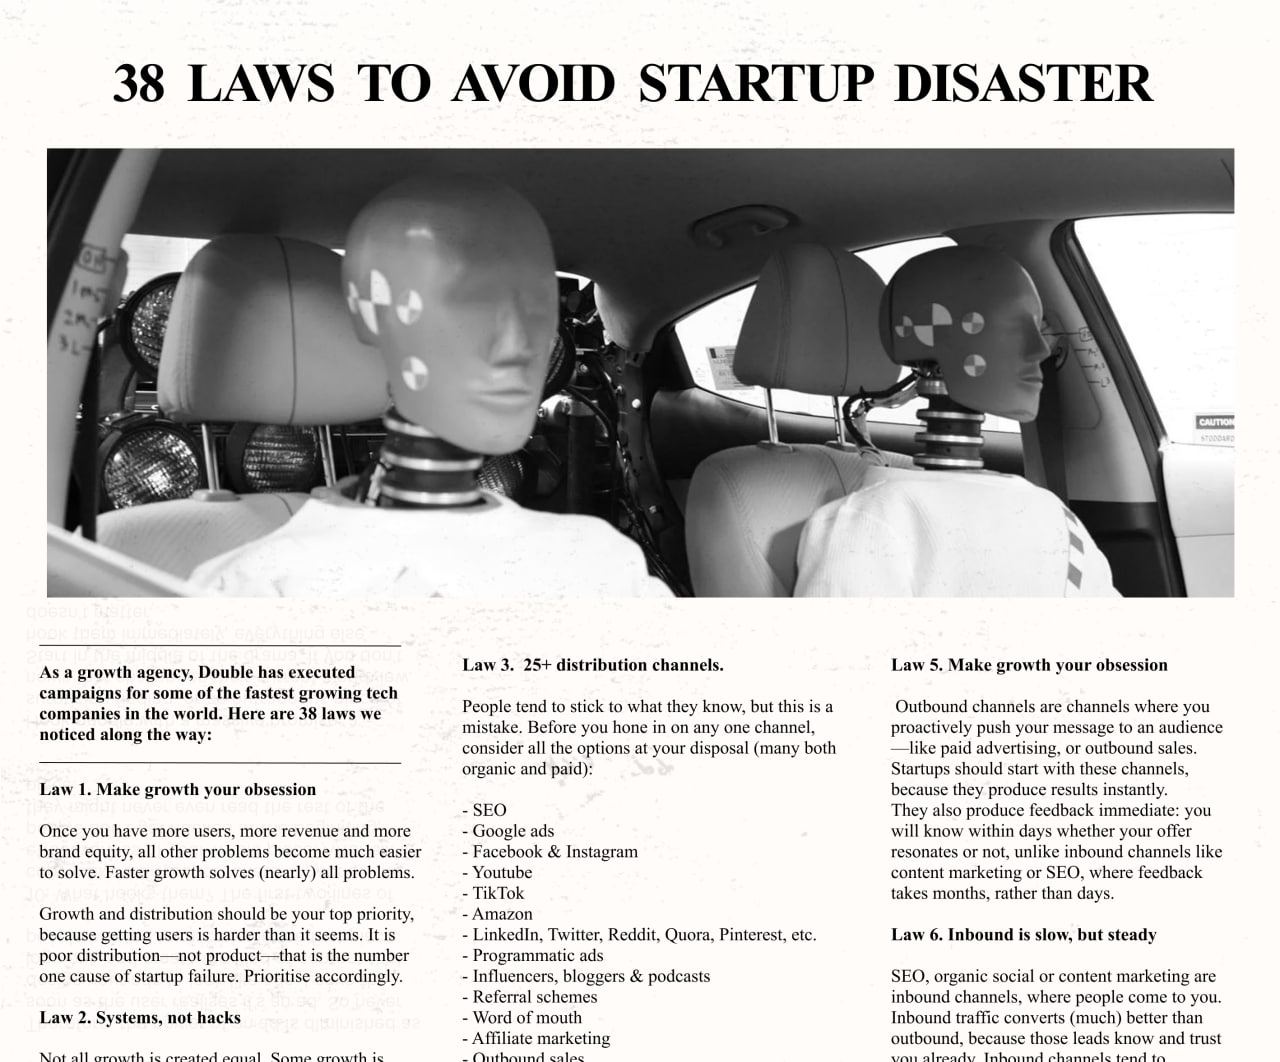 38 LAWS TO AVOID STARTUP DISASTER
CAUTION
As a growth agency, Double has executed
campaigns for some of the fastest growing tech
companies in the world. Here are 38 laws we
noticed along the way:
Law 1. Make growth your obsession
Once you have more users, more revenue and more
brand equity, all other problems become much easier
to solve. Faster growth solves (nearly) all problems.
Growth and distribution should be your top priority,
because getting users is harder than it seems. It is
poor distribution—not product—that is the number
one cause of startup failure. Prioritise accordingly.
Law 2. Systems, not hacks
Not all growth is created equal. Some growth is
Law 3.  25+ distribution channels.
People tend to stick to what they know, but this is a
mistake. Before you hone in on any one channel,
consider all the options at your disposal (many both
organic and paid):
- SEO
- Google ads
- Facebook & Instagram
- Youtube
- TikTok
- Amazon
- LinkedIn, Twitter, Reddit, Quora, Pinterest, etc.
- Programmatic ads
- Influencers, bloggers & podcasts
- Referral schemes
- Word of mouth
- Affiliate marketing
- Outbound sales
Law 5. Make growth your obsession
Outbound channels are channels where you
proactively push your message to an audience
—like paid advertising, or outbound sales.
Startups should start with these channels,
because they produce results instantly.
They also produce feedback immediate: you
will know within days whether your offer
resonates or not, unlike inbound channels like
content marketing or SEO, where feedback
takes months, rather than days.
Law 6. Inbound is slow, but steady
SEO, organic social or content marketing are
inbound channels, where people come to you.
Inbound traffic converts (much) better than
outbound, because those leads know and trust
you already. Inbound channels tend to